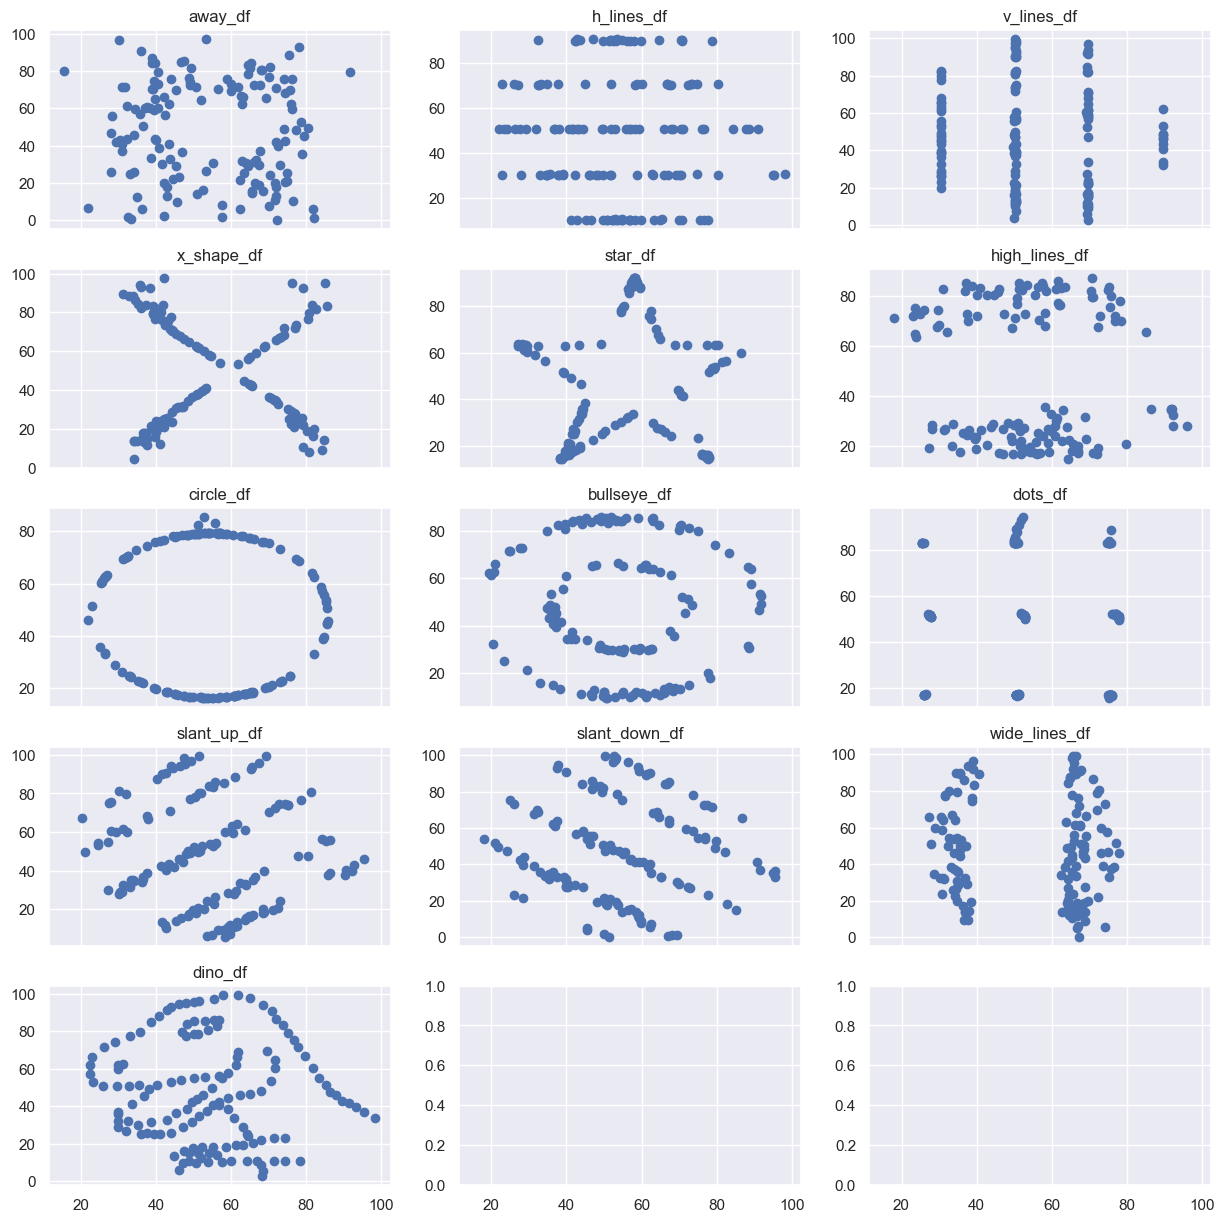 away_df h_lines_df v_lines_df
100 80 60 40 20 0
80 60 40 20
100 80 60 40 20 0
x_shape_df star_df high_lines_df
100 80 60 40 20 0
80 60 40 20
80 60 40 20
circle_df bullseye_df dots_df
80 60 40 20
80 60 40 20
80 60 40 20
slant_up_df slant_down_df wide_lines_df
100 80 60 40 20
100 80 60 40 20 0
100 80 60 40 20 0
dino_df
100 80 60 40 20 0
1.0 0.8 0.6 0.4 0.2 0.0
1.0 0.8 0.6 0.4 0.2 0.0
20 40 60 80 100 20 40 60 80 100 20 40 60 80 100